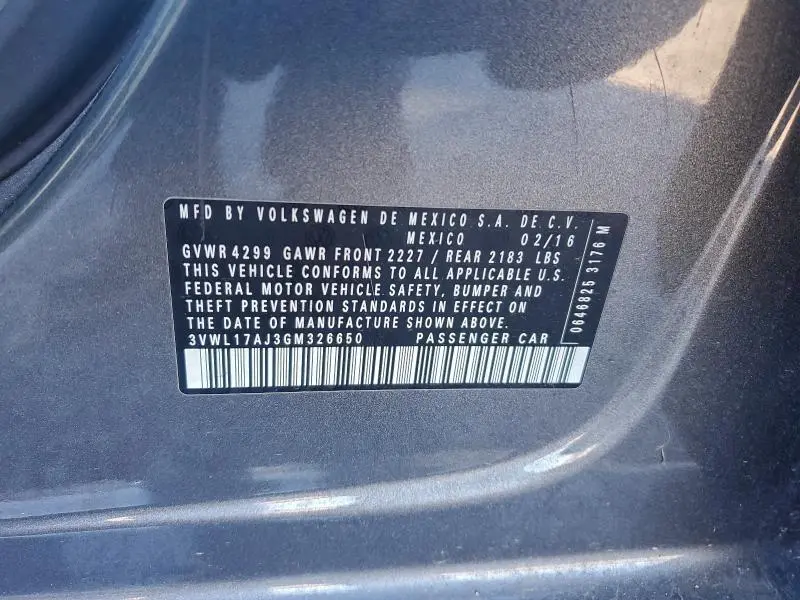 MFD BY VOLKSWAGEN DE MEXICO S.A. DE C.V.
MEXICO 02/16
GVWR 4299 GAWR FRONT 2227 / REAR 2183 LBS
THIS VEHICLE CONFORMS TO ALL APPLICABLE U.S.
FEDERAL MOTOR VEHICLE SAFETY, BUMPER AND
THEFT PREVENTION STANDARDS IN EFFECT ON
THE DATE OF MANUFACTURE SHOWN ABOVE.
3VWL17AJ3GM326650 PASSENGER CAR
0646825 3176 M